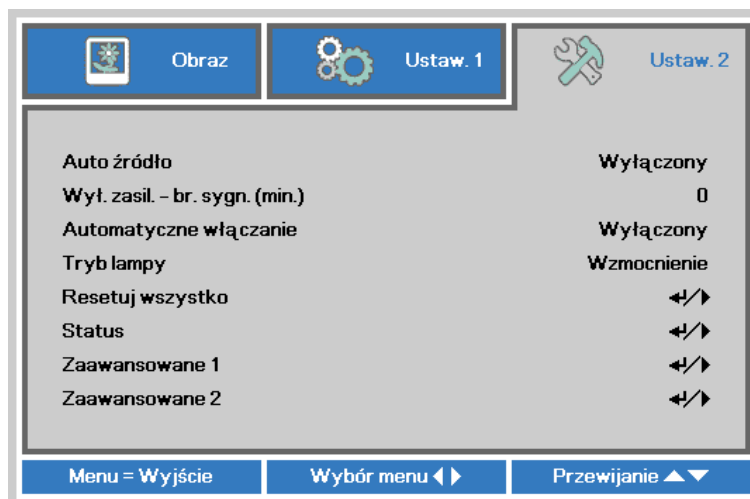 Obraz
Ustaw. 1
Ustaw. 2
Auto źródło Wyłączony
Wył. zasil. – br. sygn. (min.) 0
Automatyczne włączanie Wyłączony
Tryb lampy Wzmocnienie
Resetuj wszystko
Status
Zaawansowane 1
Zaawansowane 2
Menu = Wyjście
Wybór menu
Przewijanie